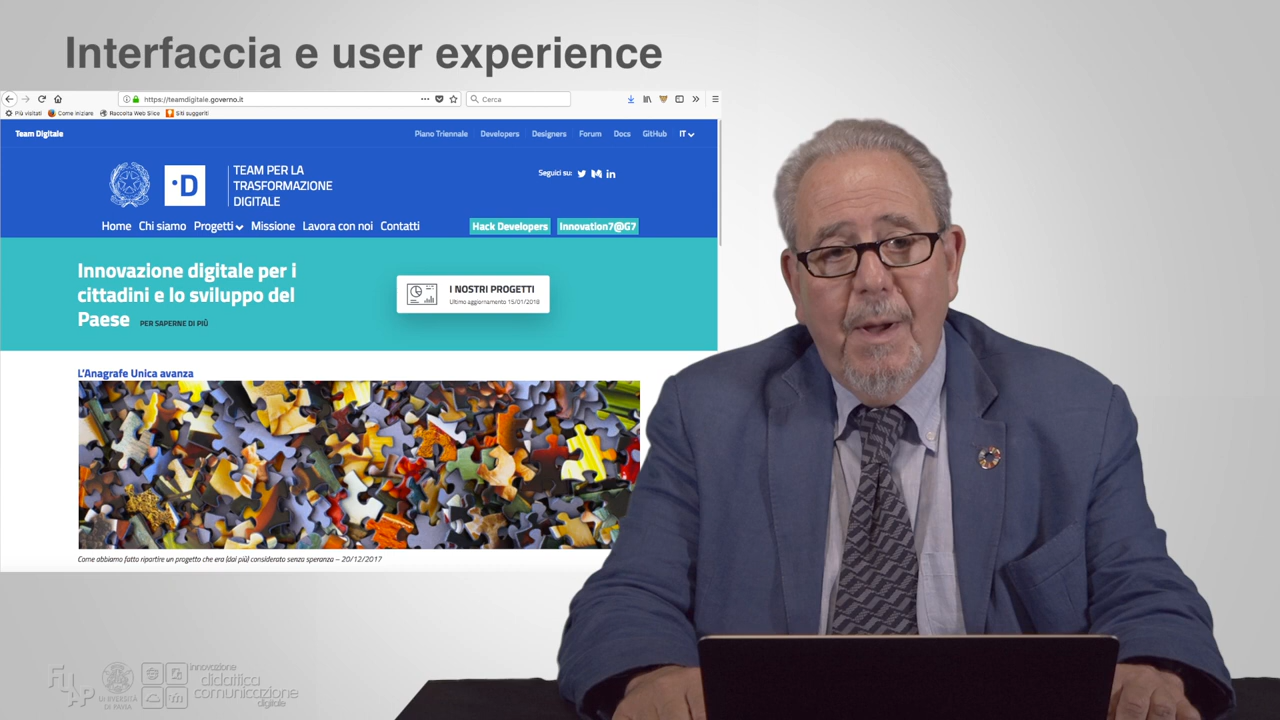 Interfaccia e user experience
https://teamdigitale.governo.it
Cerca
Più visitati Come iniziare Raccolta Web Slice Siti suggeriti
Team Digitale
Piano Triennale Developers Designers Forum Docs GitHub IT
·D
TEAM PER LA
TRASFORMAZIONE
DIGITALE
Seguici su:
Home Chi siamo Progetti Missione Lavora con noi Contatti
Hack Developers Innovation7@G7
Innovazione digitale per i
cittadini e lo sviluppo del
Paese PER SAPERNE DI PIÙ
I NOSTRI PROGETTI
Ultimo aggiornamento 15/01/2018
L'Anagrafe Unica avanza
Come abbiamo fatto ripartire un progetto che era (dai più) considerato senza speranza – 20/12/2017
UNIVERSITÀ
DI PAVIA
innovazione
didattica
comunicazione
digitale